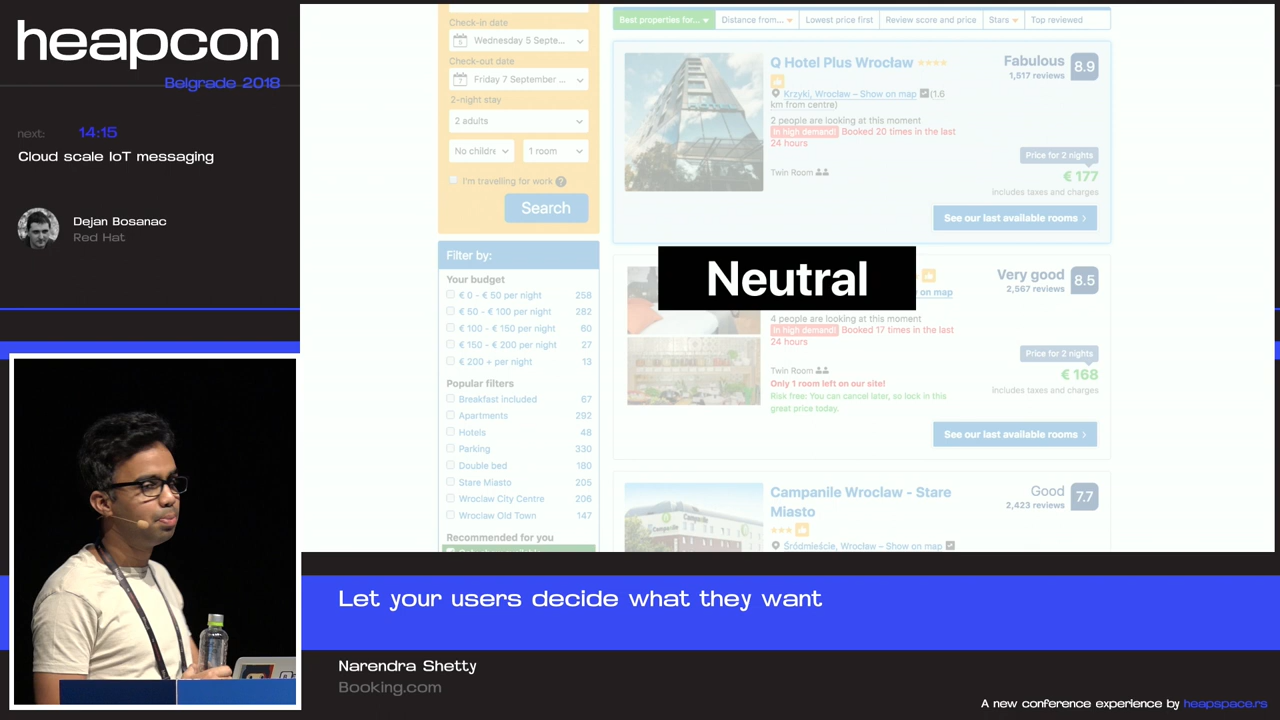 heapcon
Belgrade 2018
next: 14:15
Cloud scale IoT messaging
Dejan Bosanac
Red Hat
Check-in date
Wednesday 5 Septe...
Check-out date
Friday 7 September ...
2-night stay
2 adults
No childre
1 room
I'm travelling for work
Search
Filter by:
Your budget
€ 0 - € 50 per night 258
€ 50 - € 100 per night 282
€ 100 - € 150 per night 60
€ 150 - € 200 per night 27
€ 200 + per night 13
Popular filters
Breakfast included 67
Apartments 292
Hotels 48
Parking 330
Double bed 180
Stare Miasto 205
Wroclaw City Centre 206
Wroclaw Old Town 147
Recommended for you
Best properties for...
Distance from...
Lowest price first
Review score and price
Stars
Top reviewed
Q Hotel Plus Wrocław
Krzyki, Wrocław – Show on map (1.6
km from centre)
2 people are looking at this moment
In high demand! Booked 20 times in the last
24 hours
Twin Room
Fabulous 8.9
1,517 reviews
Price for 2 nights
€ 177
includes taxes and charges
See our last available rooms
Neutral
on map
4 people are looking at this moment
In high demand! Booked 17 times in the last
24 hours
Twin Room
Only 1 room left on our site!
Risk free: You can cancel later, so lock in this
great price today.
Very good 8.5
2,567 reviews
Price for 2 nights
€ 168
includes taxes and charges
See our last available rooms
Campanile Wrocław - Stare
Miasto
Śródmieście, Wrocław – Show on map
Good 7.7
2,423 reviews
Let your users decide what they want
Narendra Shetty
Booking.com
A new conference experience by heapspace.rs